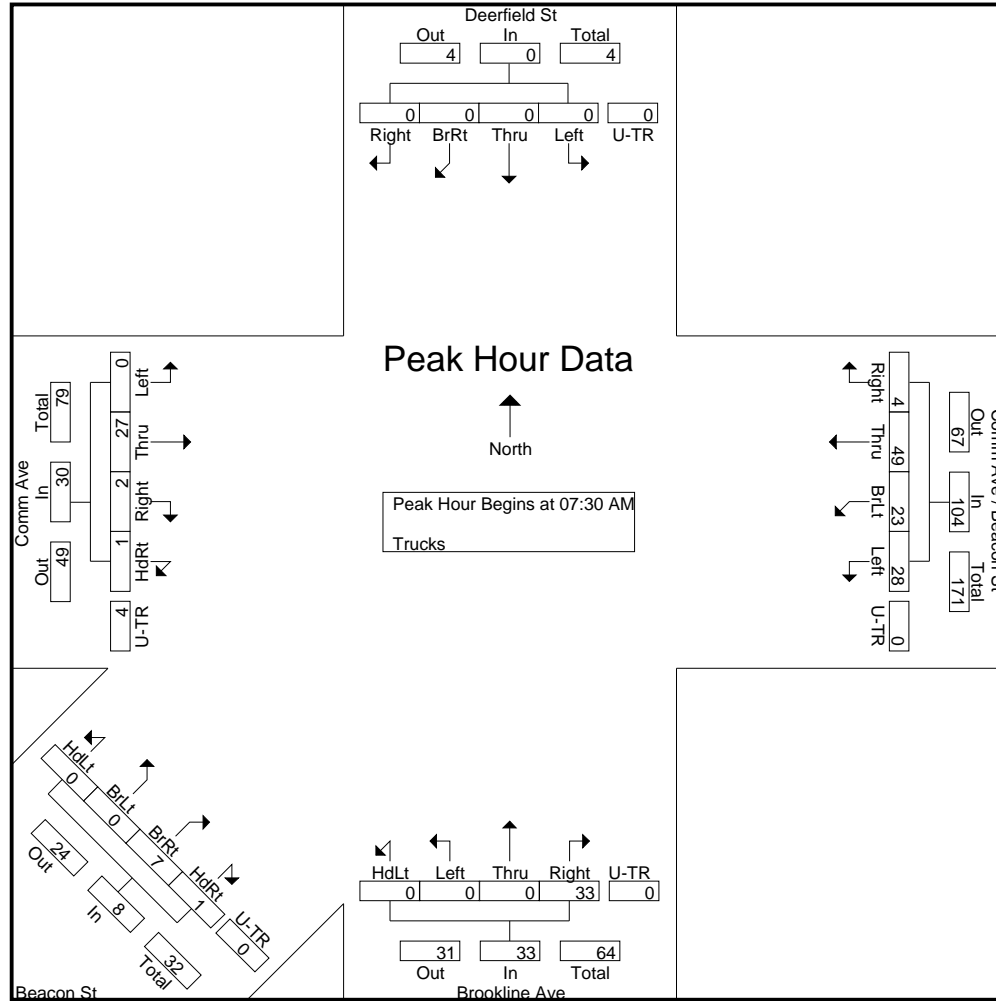 Deerfield St
Out In Total
4 0 4
0 0 0 0 0
Right BrRt Thru Left U-TR
Peak Hour Data
North
Peak Hour Begins at 07:30 AM
Trucks
Comm Ave
Total In Out
79 30 49
0 27 2 1 4
Left Thru Right HdRt U-TR
Right Thru BrLt Left U-TR
4 49 23 28 0
Out In Total
67 104 171
Comm Ave / Beacon St
HdLt BrLt BrRt HdRt U-TR
0 0 7 1 0
24 8 32
Out In Total
Beacon St
HdLt Left Thru Right U-TR
0 0 0 33 0
31 33 64
Out In Total
Brookline Ave